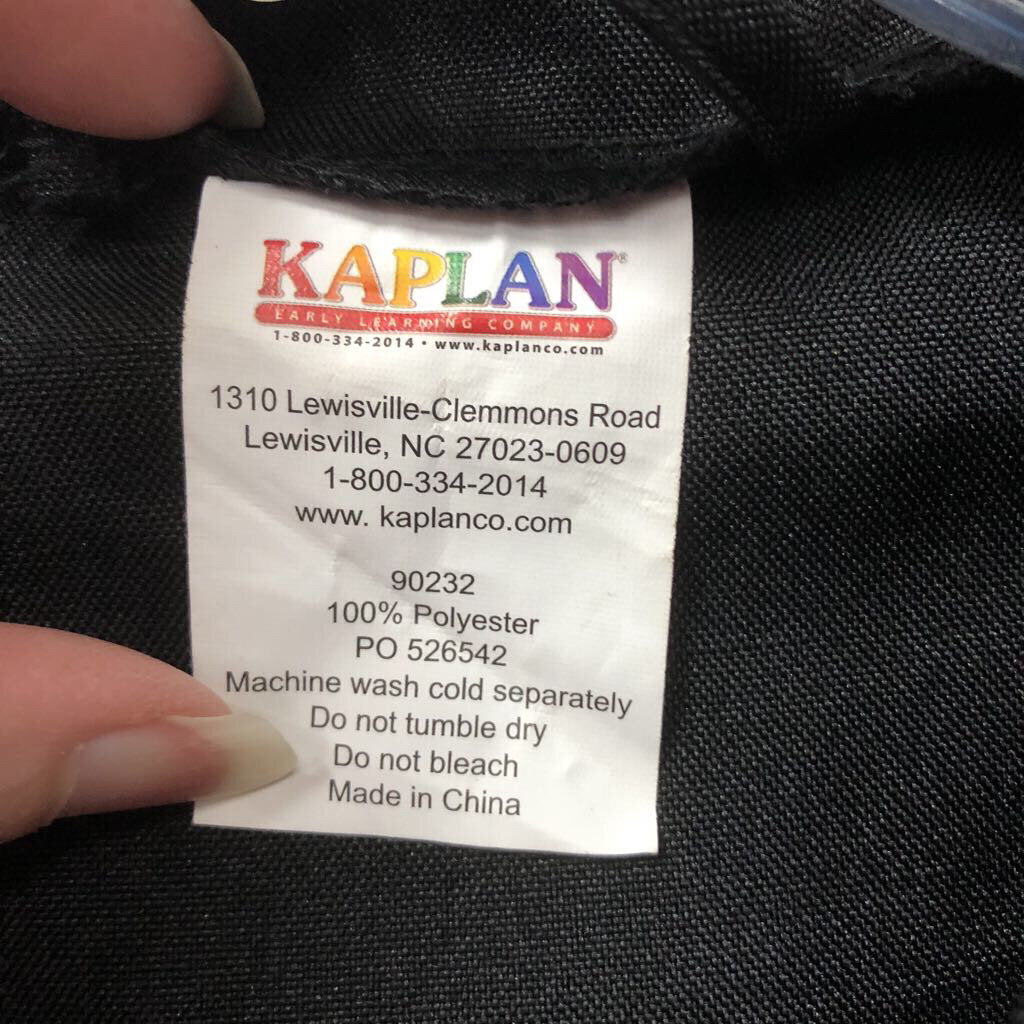 KAPLAN®
EARLY LEARNING COMPANY
1-800-334-2014 • www.kaplanco.com
1310 Lewisville-Clemmons Road
Lewisville, NC 27023-0609
1-800-334-2014
www. kaplanco.com
90232
100% Polyester
PO 526542
Machine wash cold separately
Do not tumble dry
Do not bleach
Made in China